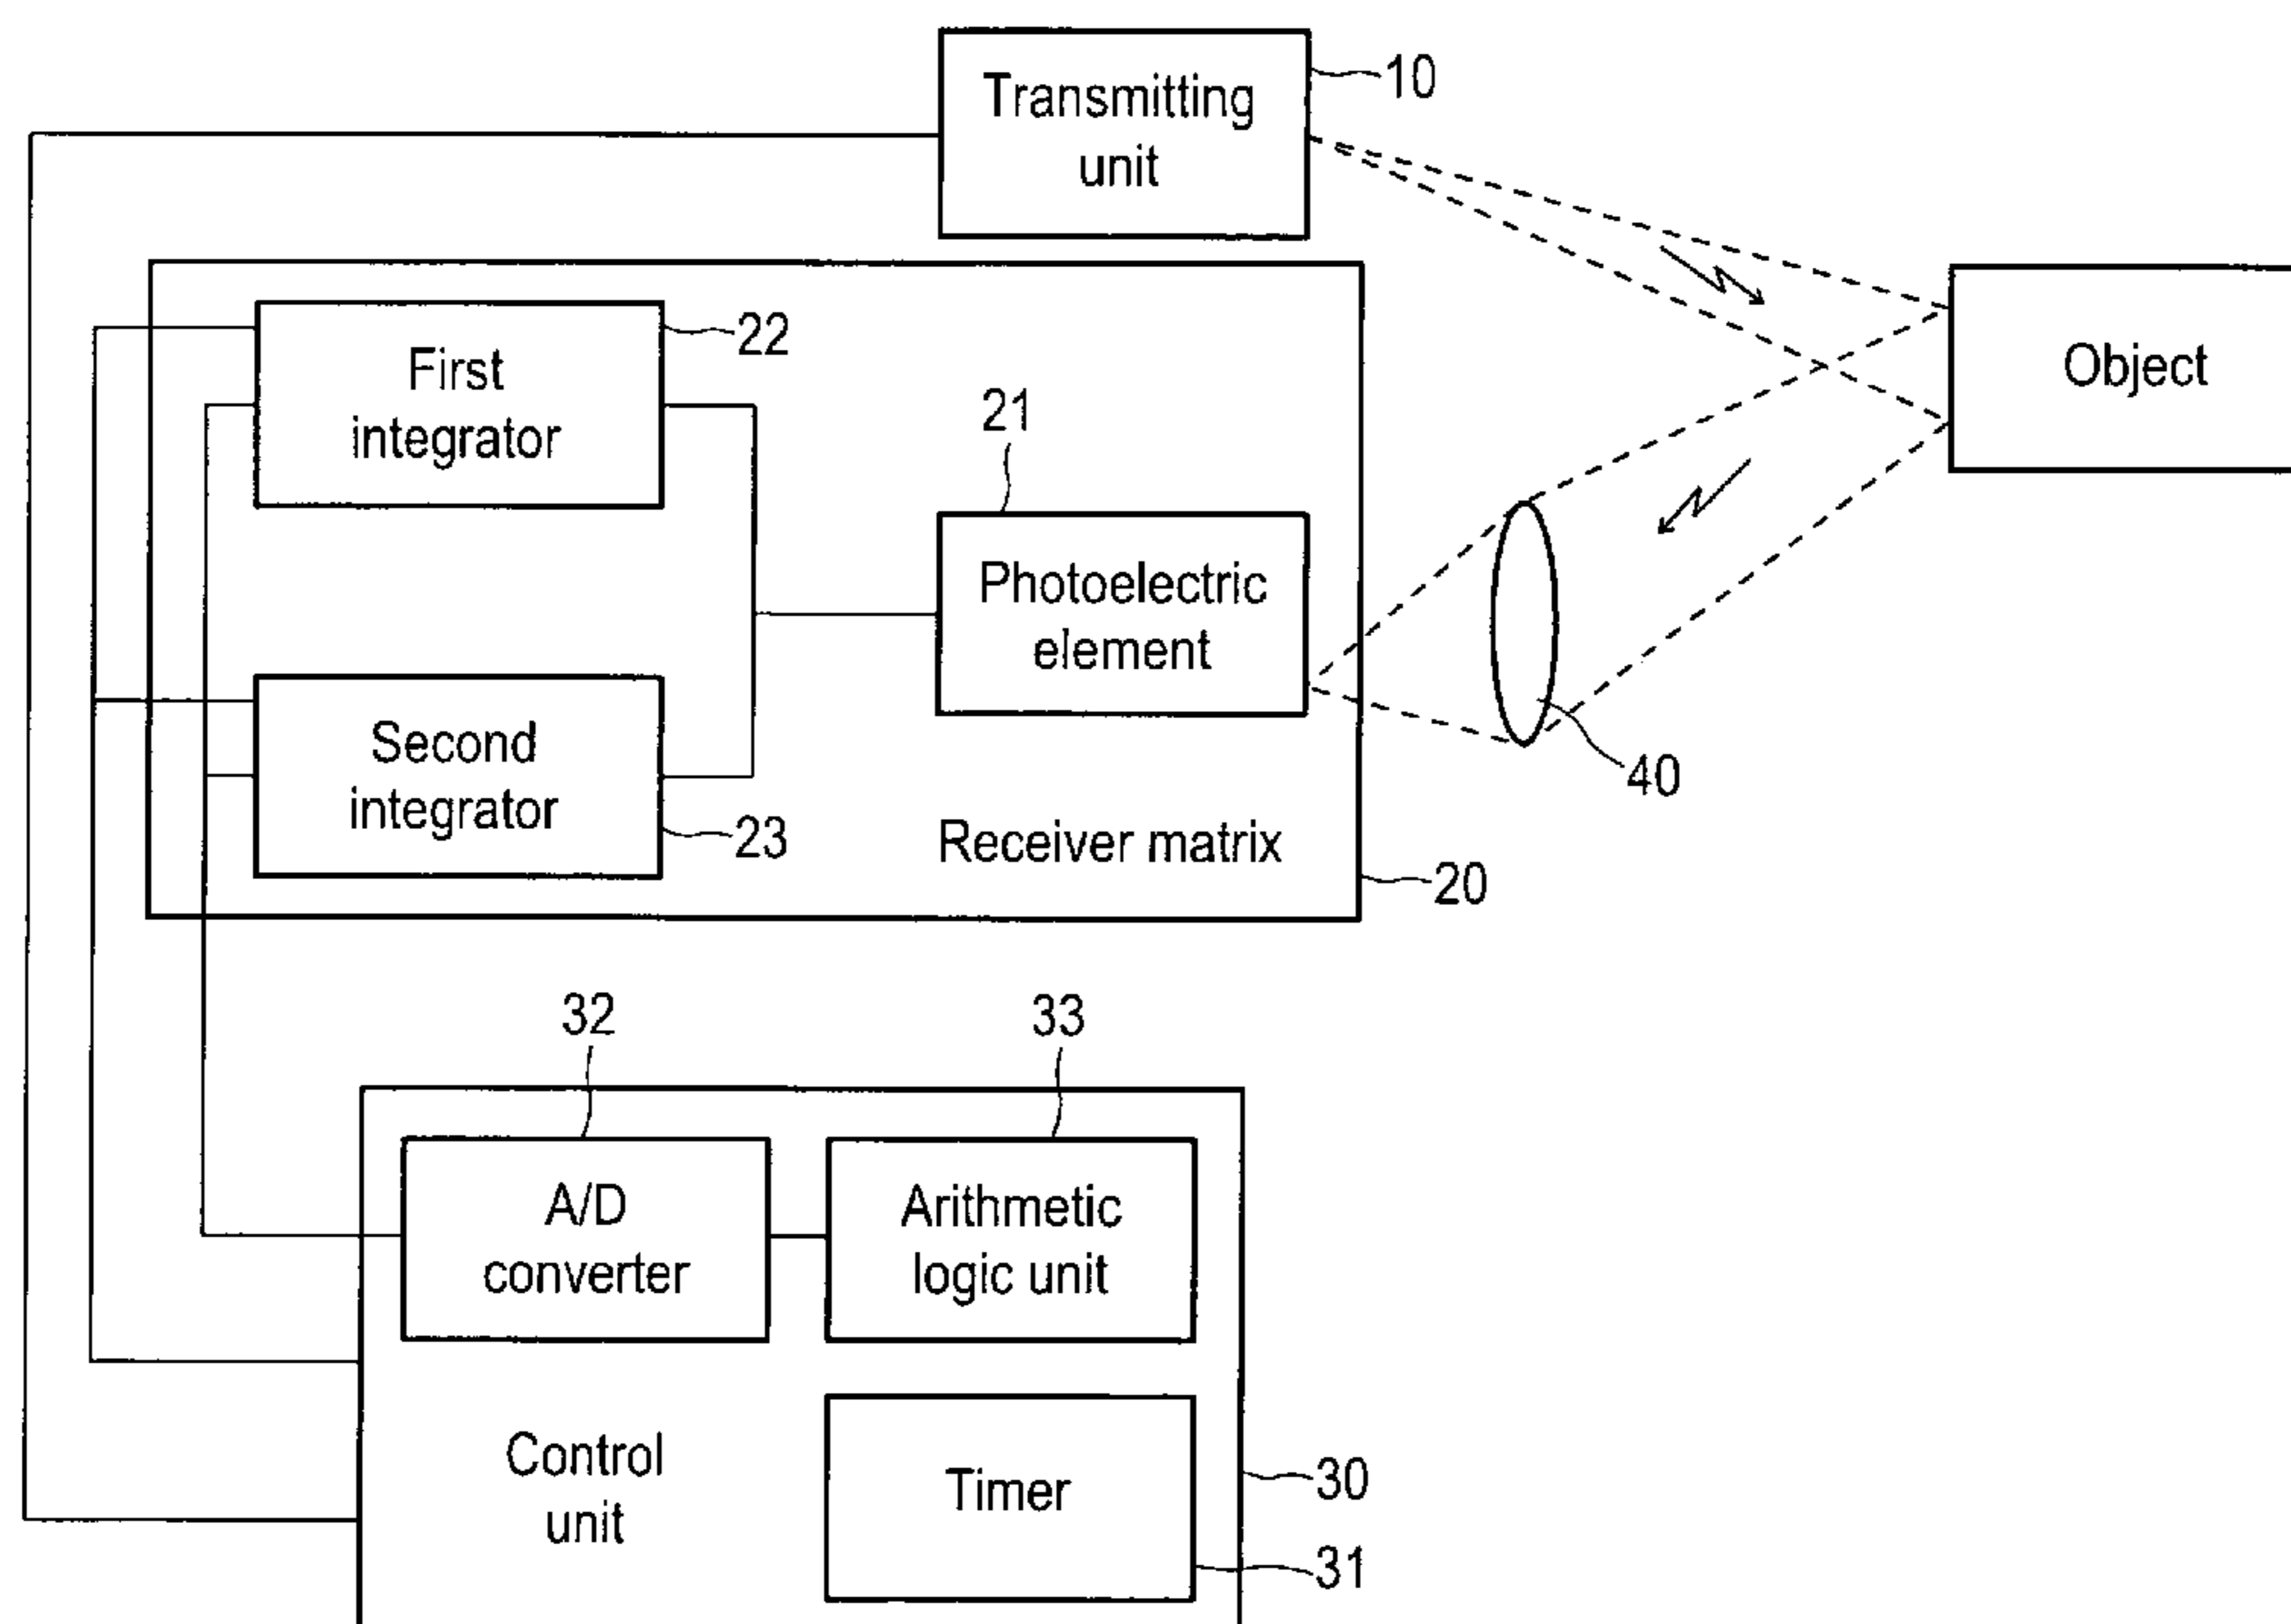 Transmitting
unit
10
First
integrator
22
Object
21
Photoelectric
element
Second
integrator
23
40
Receiver matrix
20
32
33
A/D
converter
Arithmetic
logic unit
Control
unit
Timer
30
31